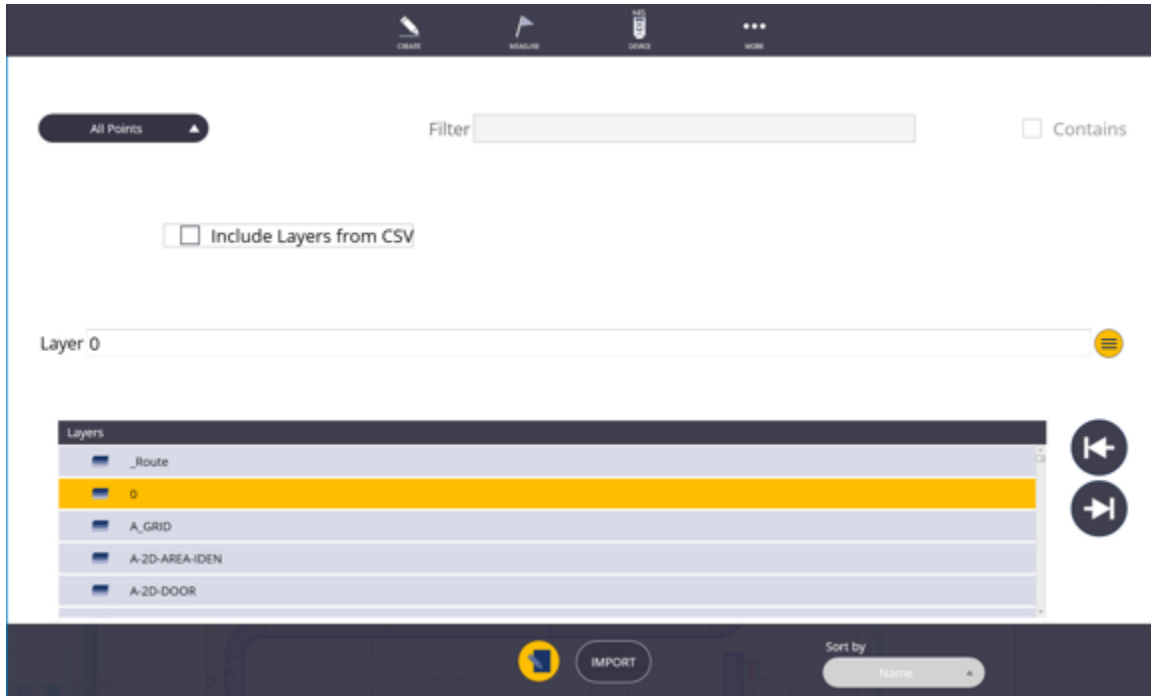 CREATE
MEASURE
DEVICE
MORE
All Points
Filter
Contains
Include Layers from CSV
Layer 0
Layers
_Route
0
A_GRID
A-2D-AREA-IDEN
A-2D-DOOR
Sort by
IMPORT
Name